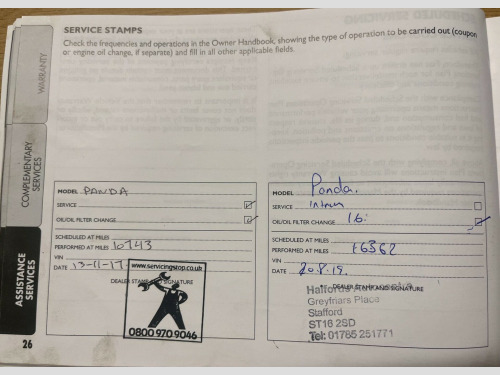 SERVICE STAMPS
Check the frequencies and operations in the Owner Handbook, showing the type of operation to be carried out (coupon
or engine oil change, if separate) and fill in all other applicable fields.
WARRANTY
COMPLEMENTARY
SERVICES
ASSISTANCE
SERVICES
MODEL PANDA
SERVICE
OIL/OIL FILTER CHANGE
SCHEDULED AT MILES
PERFORMED AT MILES 10743
VIN
DATE 13-11-17
DEALER STAMP AND SIGNATURE
www.servicingstop.co.uk
0800 970 9046
MODEL Panda.
SERVICE Interim
OIL/OIL FILTER CHANGE 16.
SCHEDULED AT MILES
PERFORMED AT MILES 16362
VIN
DATE 20.8.19.
DEALER STAMP AND SIGNATURE
Halfords
Greyfriars Place
Stafford
ST16 2SD
Tel: 01785 251771
26